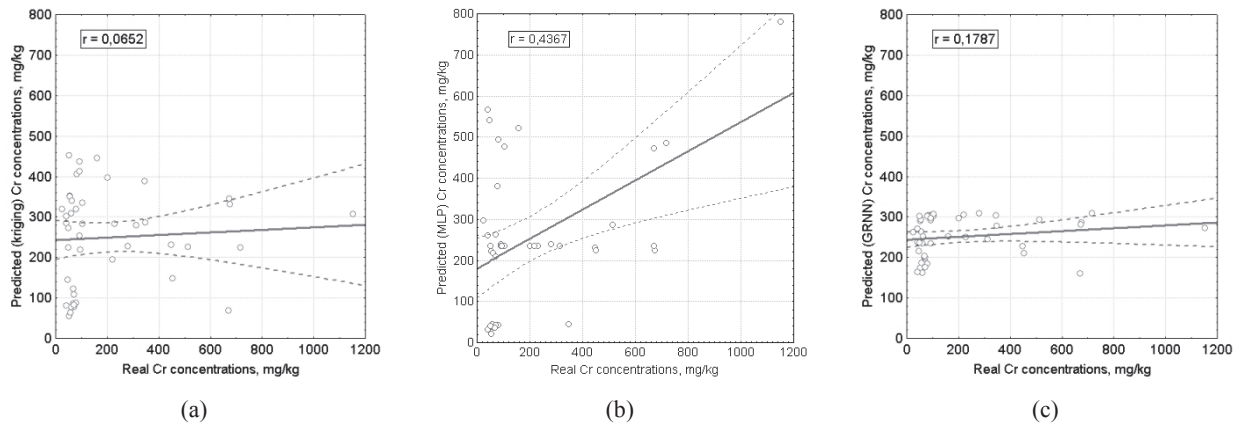 r = 0,0652
Predicted (kriging) Cr concentrations, mg/kg
800
700
600
500
400
300
200
100
0
0 200 400 600 800 1000 1200
Real Cr concentrations, mg/kg
(a)
r = 0,4367
Predicted (MLP) Cr concentrations, mg/kg
800
700
600
500
400
300
200
100
0
0 200 400 600 800 1000 1200
Real Cr concentrations, mg/kg
(b)
r = 0,1787
Predicted (GRNN) Cr concentrations, mg/kg
800
700
600
500
400
300
200
100
0
0 200 400 600 800 1000 1200
Real Cr concentrations, mg/kg
(c)